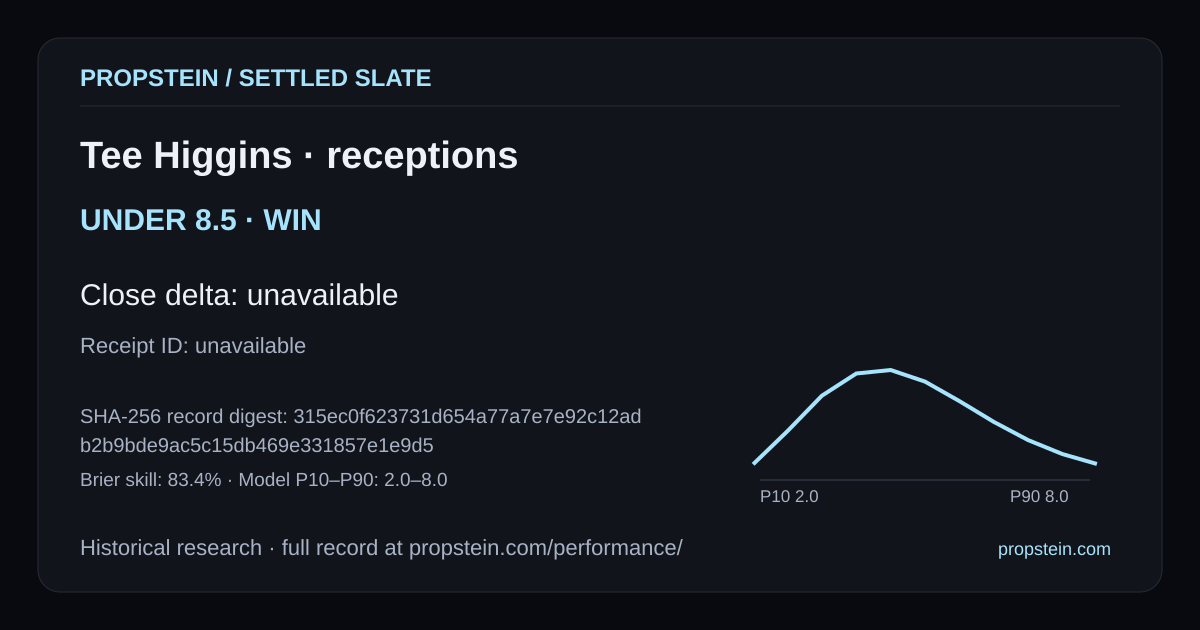 PROPSTEIN / SETTLED SLATE
Tee Higgins · receptions
UNDER 8.5 · WIN
Close delta: unavailable
Receipt ID: unavailable
SHA-256 record digest: 315ec0f623731d654a77a7e7e92c12ad
b2b9bde9ac5c15db469e331857e1e9d5
Brier skill: 83.4% · Model P10–P90: 2.0–8.0
P10 2.0
P90 8.0
Historical research · full record at propstein.com/performance/
propstein.com